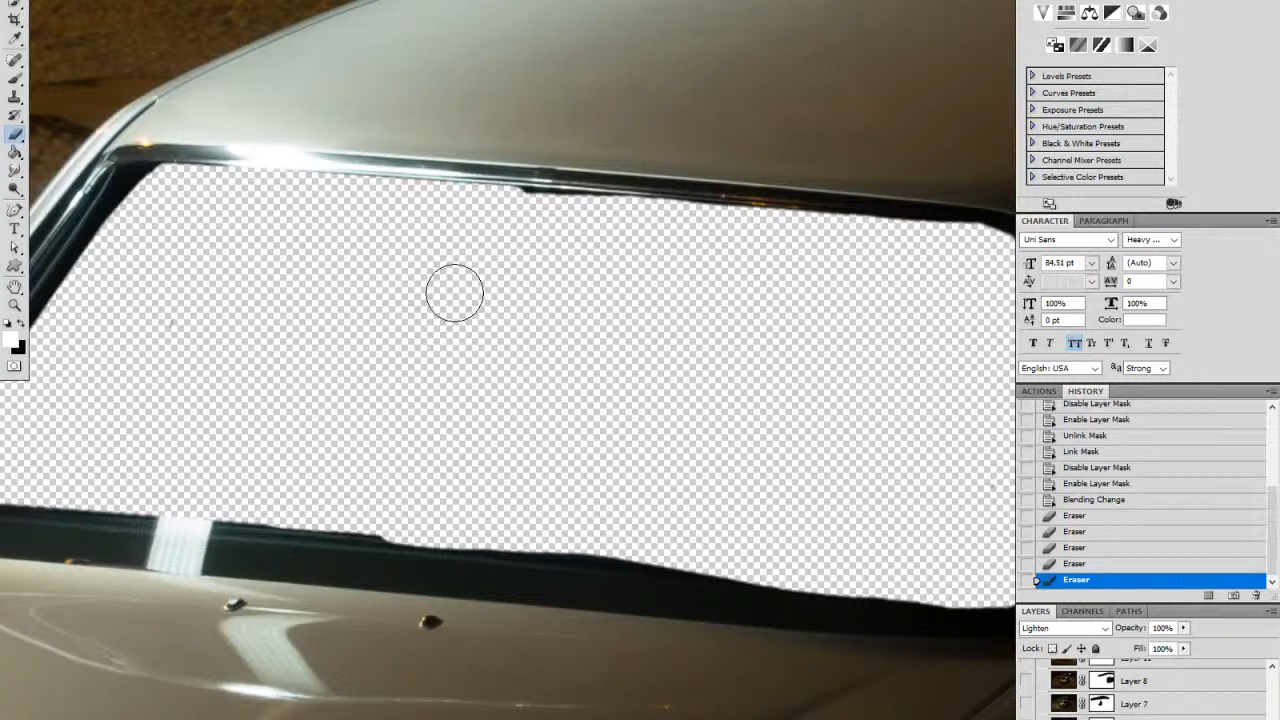 Levels Presets
Curves Presets
Exposure Presets
Hue/Saturation Presets
Black & White Presets
Channel Mixer Presets
Selective Color Presets
CHARACTER PARAGRAPH
Uni Sans Heavy ...
84.51 pt (Auto)
0
100% 100%
0 pt Color:
T T TT Tr T' T, T T
English: USA aa Strong
ACTIONS HISTORY
Disable Layer Mask
Enable Layer Mask
Unlink Mask
Link Mask
Disable Layer Mask
Enable Layer Mask
Blending Change
Eraser
Eraser
Eraser
Eraser
Eraser
LAYERS CHANNELS PATHS
Lighten Opacity: 100%
Lock: Fill: 100%
Layer 8
Layer 7